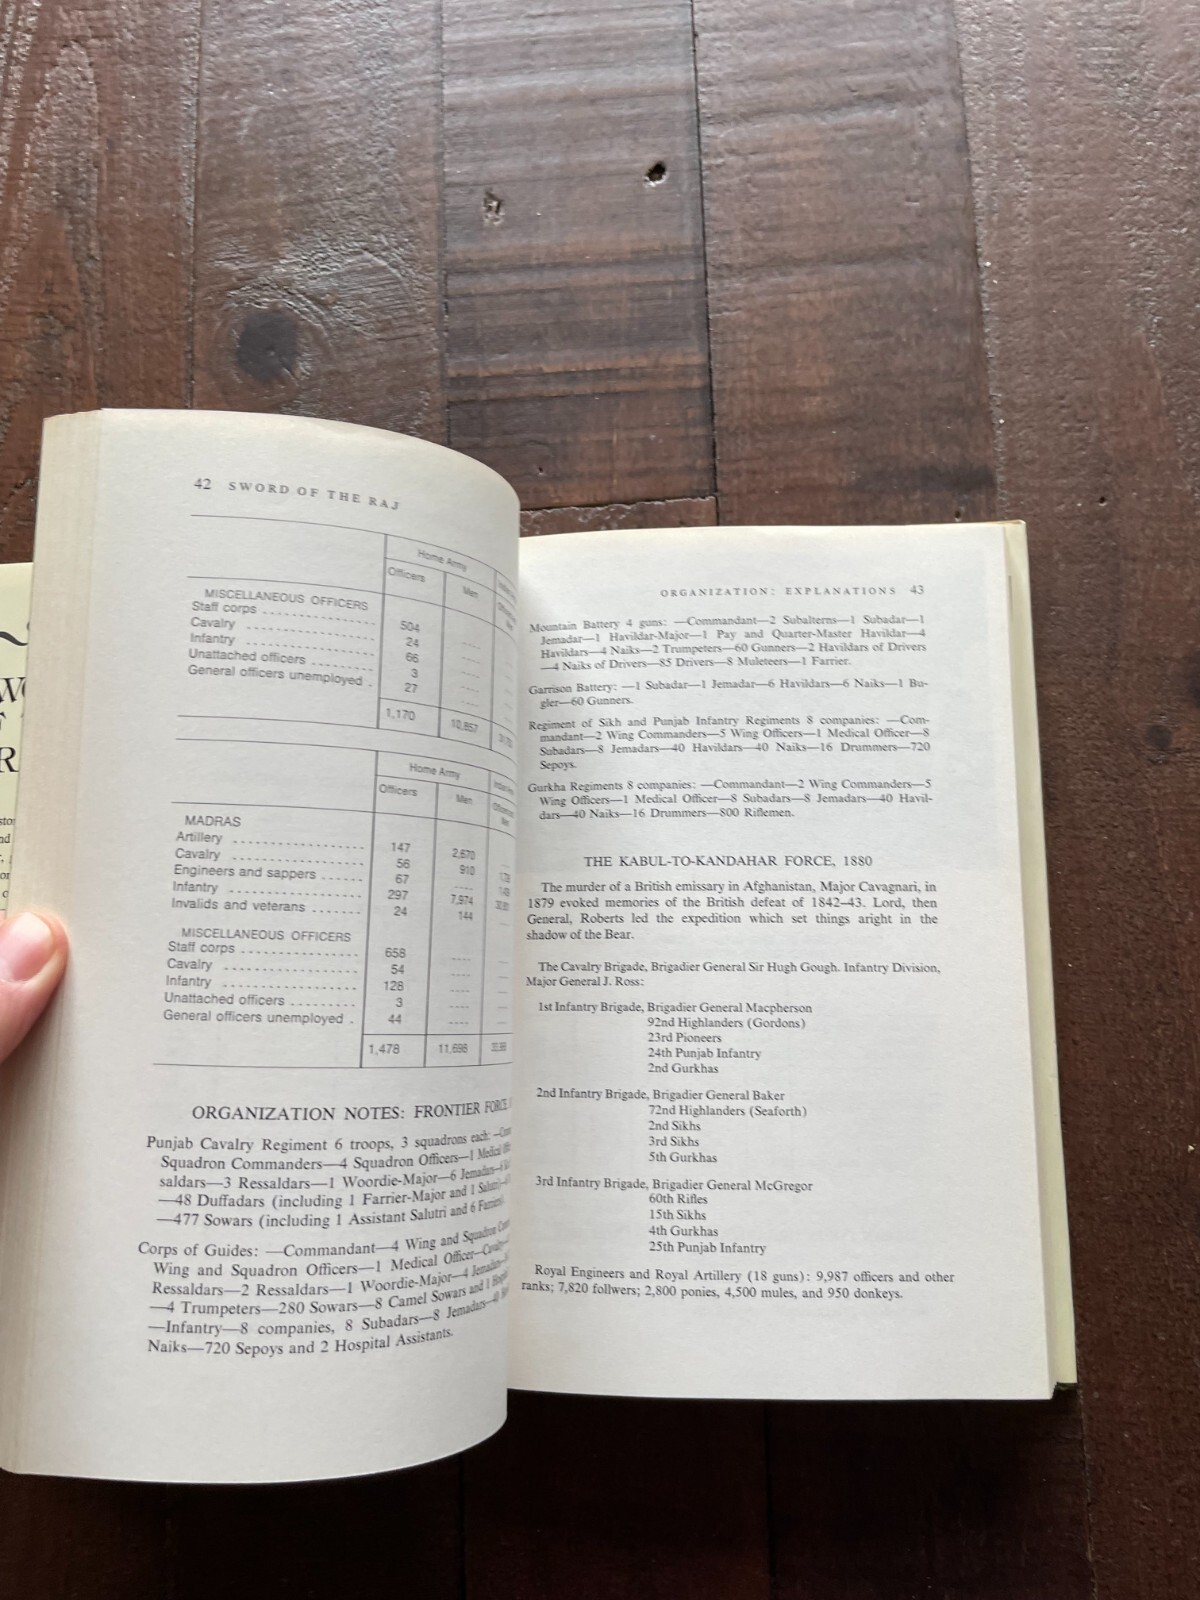 42 SWORD OF THE RAJ
Home Army
Officers
Men
MISCELLANEOUS OFFICERS
Staff corps .......... 504 ....
Cavalry .......... 24 ....
Infantry .......... 66 ....
Unattached officers .......... 3 ....
General officers unemployed . 27 ....
1,170 10,857
Home Army
Officers
Men
MADRAS
Artillery .......... 147 2,670
Cavalry .......... 56 910
Engineers and sappers ...... 67 ....
Infantry .......... 297 7,974
Invalids and veterans ....... 24 144
MISCELLANEOUS OFFICERS
Staff corps .......... 658 ....
Cavalry .......... 54 ....
Infantry .......... 128 ....
Unattached officers .......... 3 ....
General officers unemployed . 44 ....
1,478 11,698
ORGANIZATION NOTES: FRONTIER FORCE
Punjab Cavalry Regiment 6 troops, 3 squadrons each: —
Squadron Commanders—4 Squadron Officers—1 Medical
saldars—3 Ressaldars—1 Woordie-Major—6 Jemadars—
—48 Duffadars (including 1 Farrier-Major and 1
—477 Sowars (including 1 Assistant Salutri and 6
Corps of Guides: —Commandant—4 Wing and Squadron
Wing and Squadron Officers—1 Medical Officer—
Ressaldars—2 Ressaldars—1 Woordie-Major—4
—4 Trumpeters—280 Sowars—8 Camel Sowars and 1
—Infantry—8 companies, 8 Subadars—8 Jemadars—
Naiks—720 Sepoys and 2 Hospital Assistants.
ORGANIZATION: EXPLANATIONS 43
Mountain Battery 4 guns: —Commandant—2 Subalterns—1 Subadar—1
Jemadar—1 Havildar-Major—1 Pay and Quarter-Master Havildar—4
Havildars—4 Naiks—2 Trumpeters—60 Gunners—2 Havildars of Drivers
—4 Naiks of Drivers—85 Drivers—8 Muleteers—1 Farrier.
Garrison Battery: —1 Subadar—1 Jemadar—6 Havildars—6 Naiks—1 Bu-
gler—60 Gunners.
Regiment of Sikh and Punjab Infantry Regiments 8 companies: —Com-
mandant—2 Wing Commanders—5 Wing Officers—1 Medical Officer—8
Subadars—8 Jemadars—40 Havildars—40 Naiks—16 Drummers—720
Sepoys.
Gurkha Regiments 8 companies: —Commandant—2 Wing Commanders—5
Wing Officers—1 Medical Officer—8 Subadars—8 Jemadars—40 Havil-
dars—40 Naiks—16 Drummers—800 Riflemen.
THE KABUL-TO-KANDAHAR FORCE, 1880
The murder of a British emissary in Afghanistan, Major Cavagnari, in
1879 evoked memories of the British defeat of 1842–43. Lord, then
General, Roberts led the expedition which set things aright in the
shadow of the Bear.
The Cavalry Brigade, Brigadier General Sir Hugh Gough. Infantry Division,
Major General J. Ross:
1st Infantry Brigade, Brigadier General Macpherson
92nd Highlanders (Gordons)
23rd Pioneers
24th Punjab Infantry
2nd Gurkhas
2nd Infantry Brigade, Brigadier General Baker
72nd Highlanders (Seaforth)
2nd Sikhs
3rd Sikhs
5th Gurkhas
3rd Infantry Brigade, Brigadier General McGregor
60th Rifles
15th Sikhs
4th Gurkhas
25th Punjab Infantry
Royal Engineers and Royal Artillery (18 guns): 9,987 officers and other
ranks; 7,820 follwers; 2,800 ponies, 4,500 mules, and 950 donkeys.